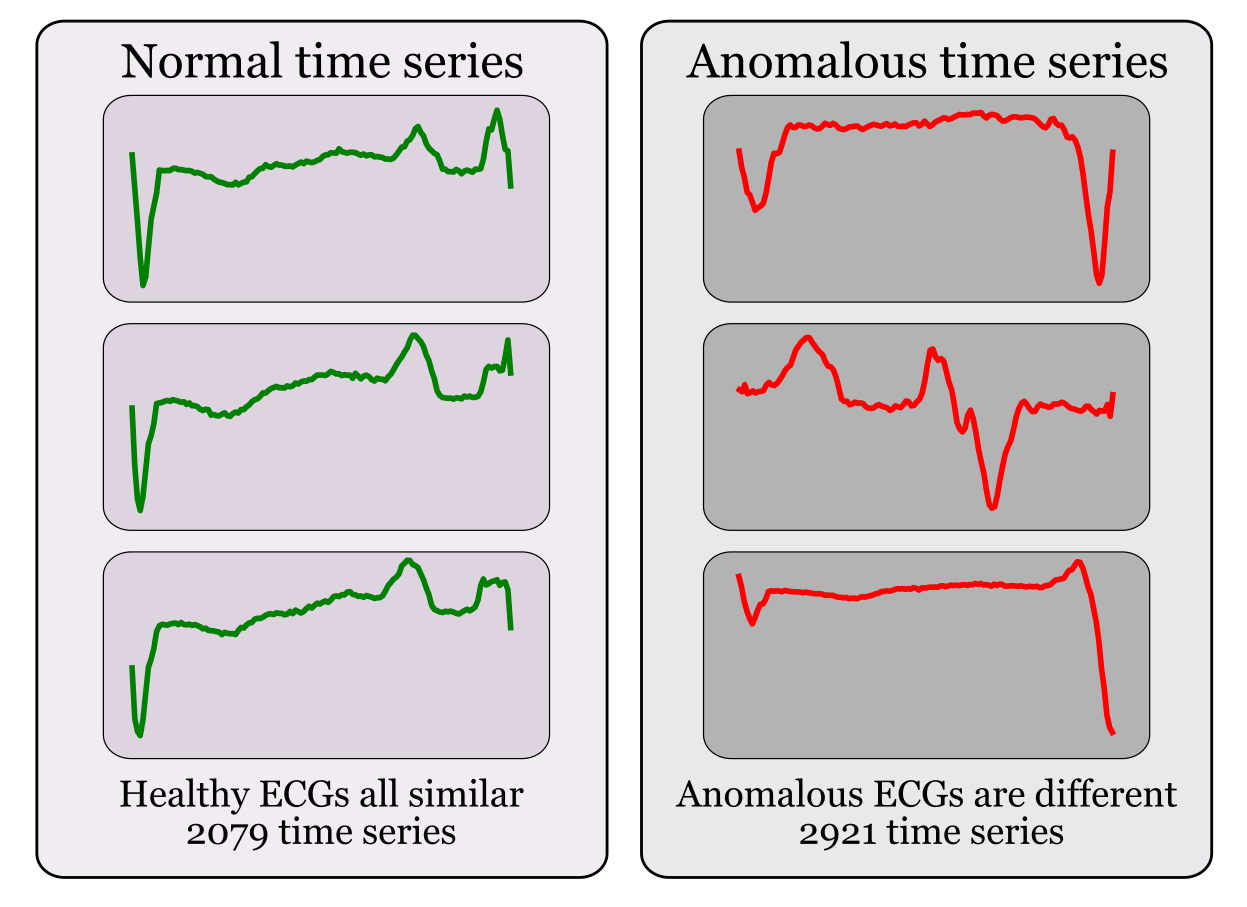 Normal time series
Healthy ECGs all similar
2079 time series
Anomalous time series
Anomalous ECGs are different
2921 time series